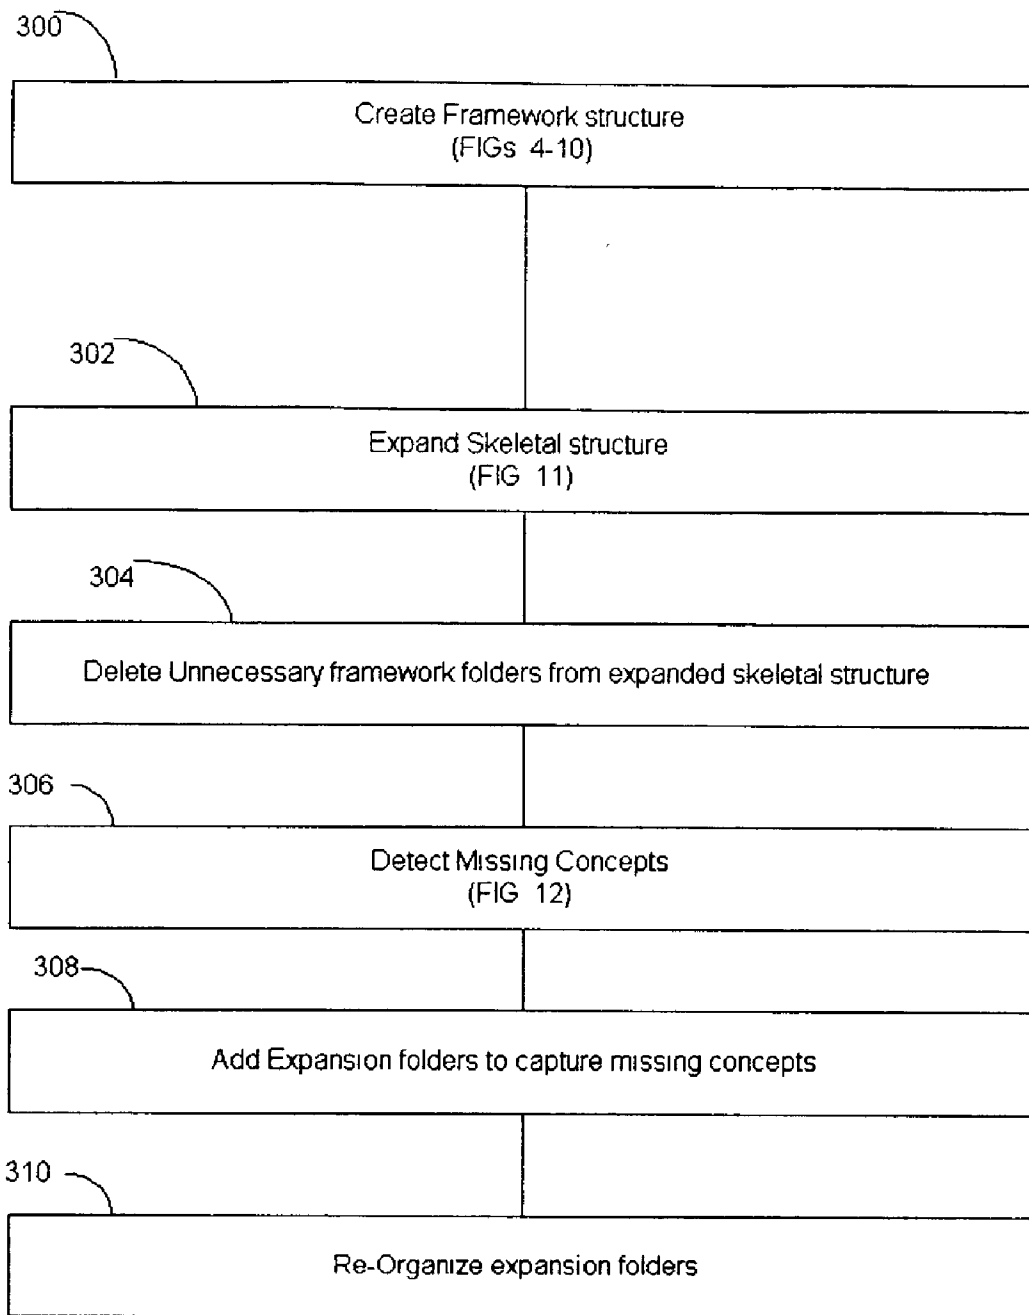 300
Create Framework structure
(FIGs 4-10)
302
Expand Skeletal structure
(FIG 11)
304
Delete Unnecessary framework folders from expanded skeletal structure
306
Detect Missing Concepts
(FIG 12)
308
Add Expansion folders to capture missing concepts
310
Re-Organize expansion folders